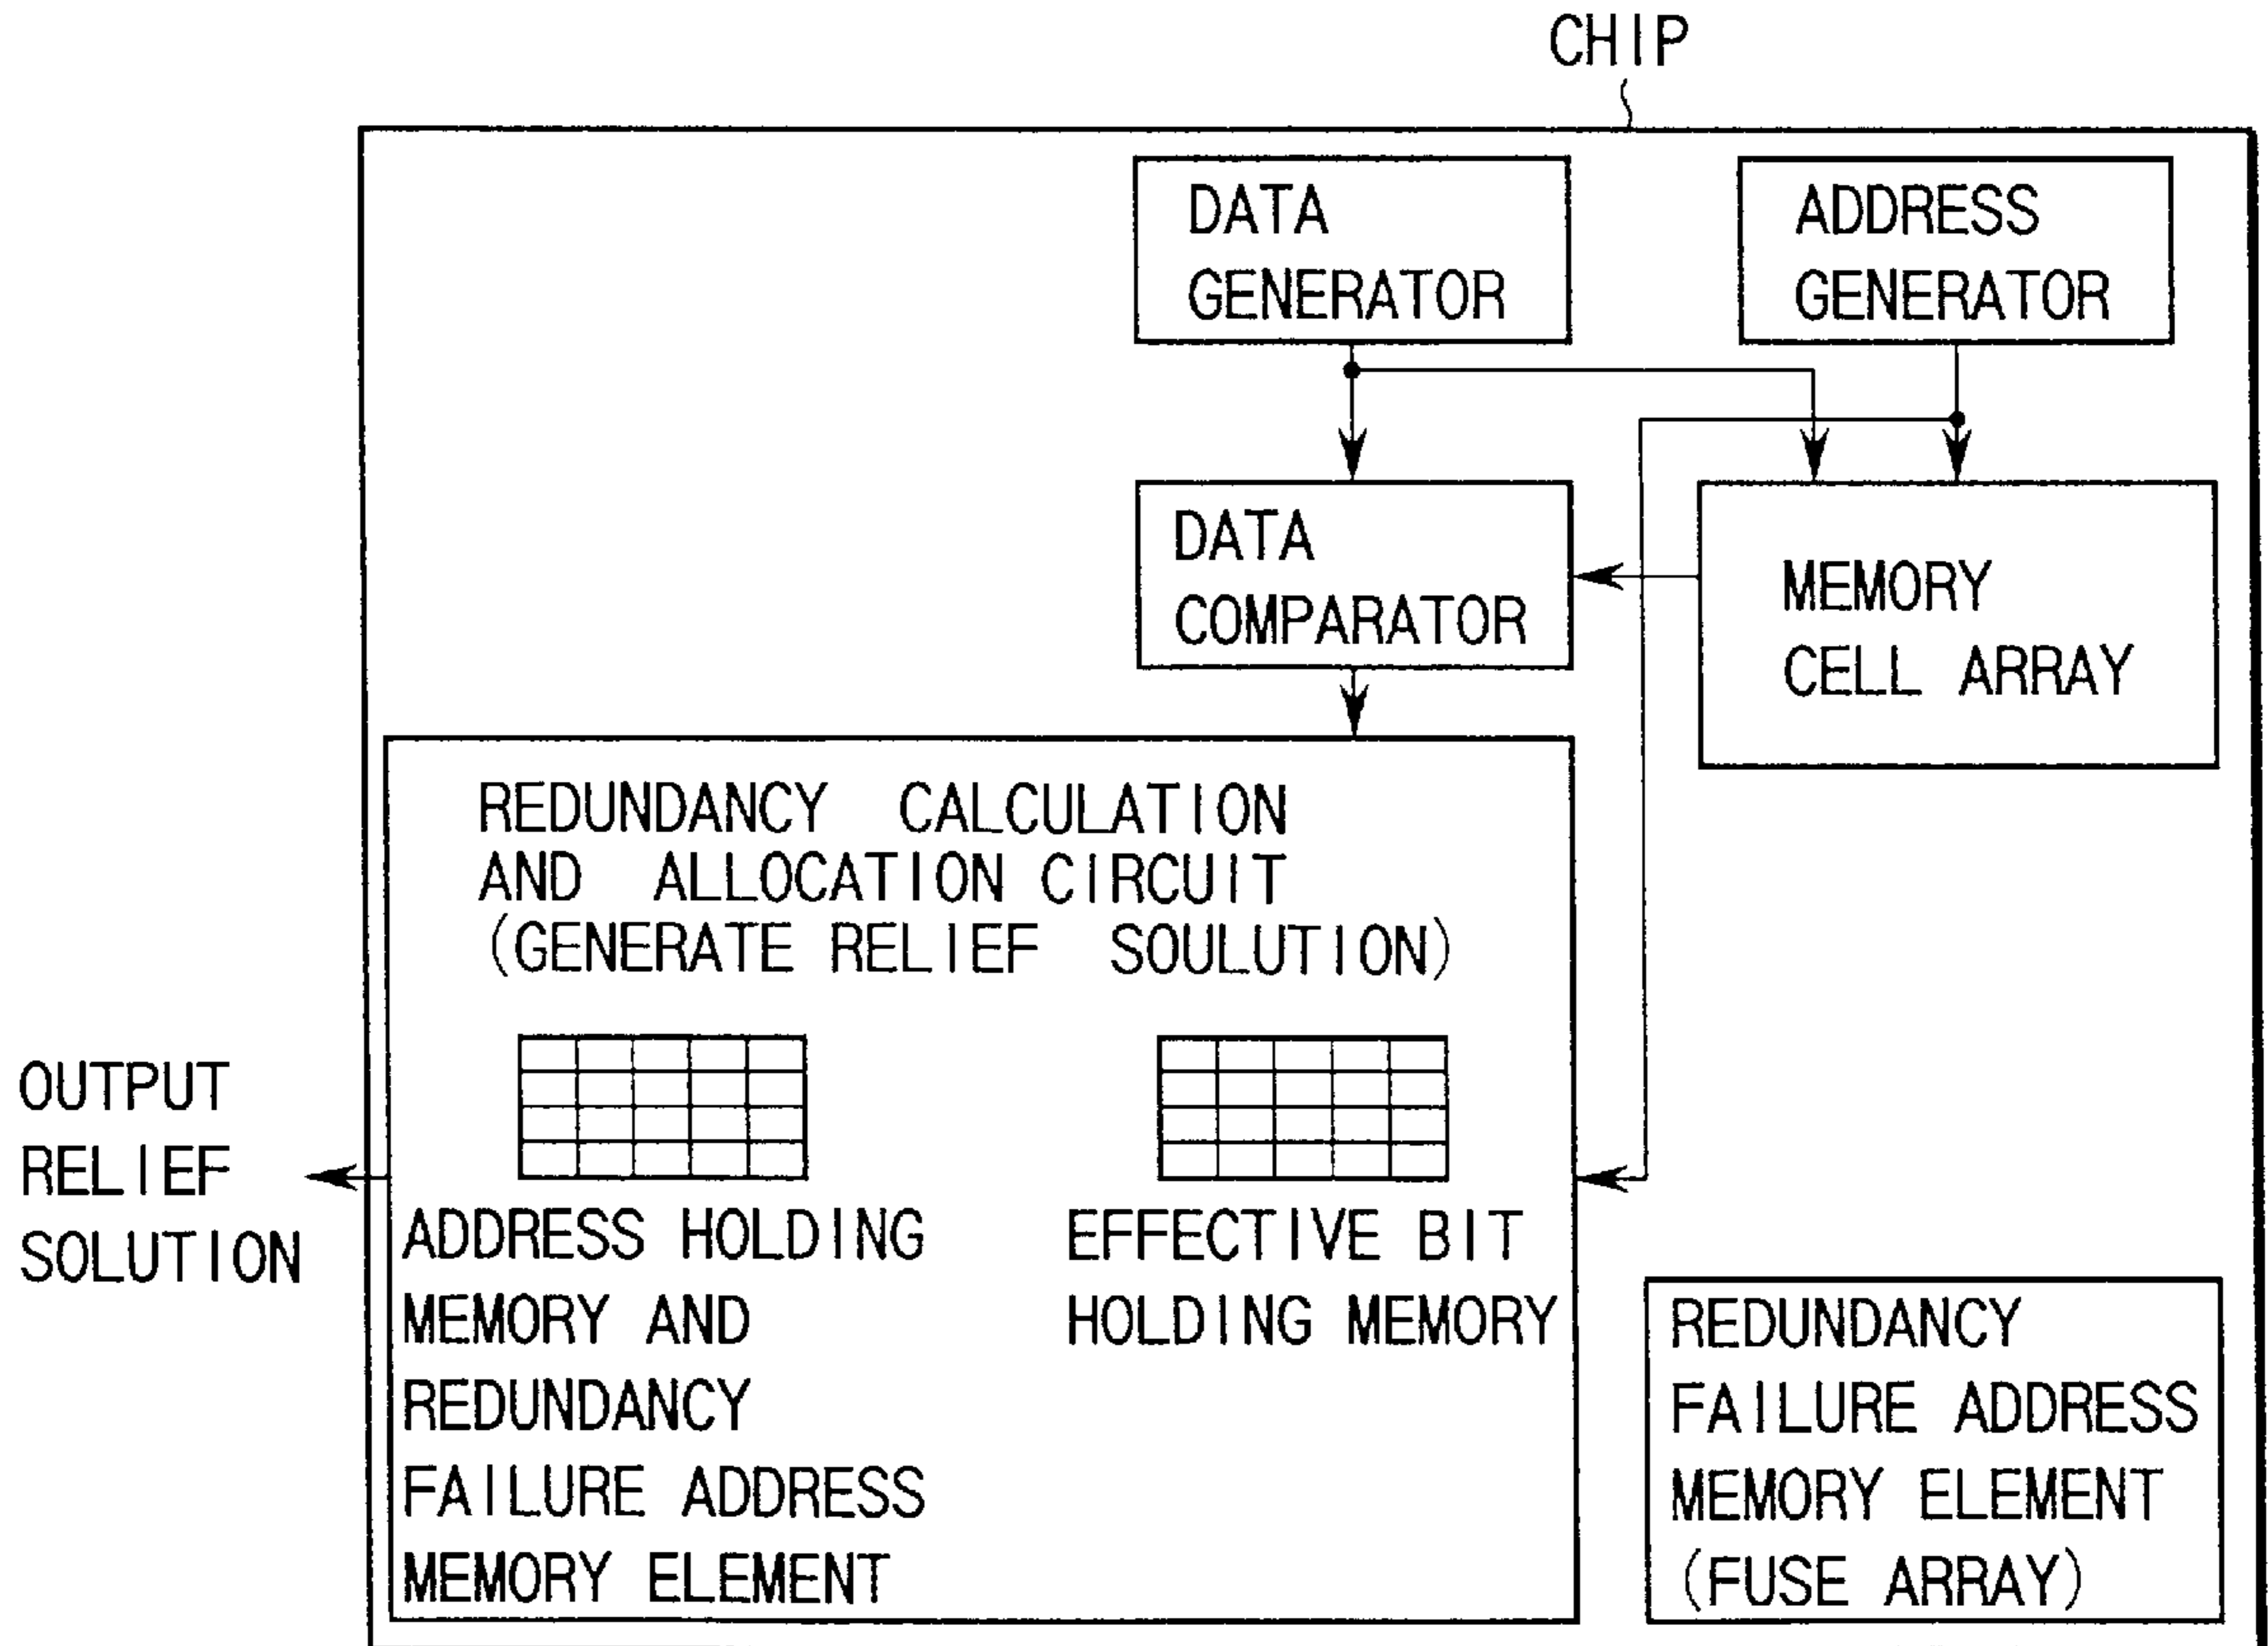 CHIP
DATA
GENERATOR
ADDRESS
GENERATOR
DATA
COMPARATOR
MEMORY
CELL ARRAY
REDUNDANCY CALCULATION
AND ALLOCATION CIRCUIT
(GENERATE RELIEF SOULUTION)
OUTPUT
RELIEF
SOLUTION
ADDRESS HOLDING
MEMORY AND
REDUNDANCY
FAILURE ADDRESS
MEMORY ELEMENT
EFFECTIVE BIT
HOLDING MEMORY
REDUNDANCY
FAILURE ADDRESS
MEMORY ELEMENT
(FUSE ARRAY)